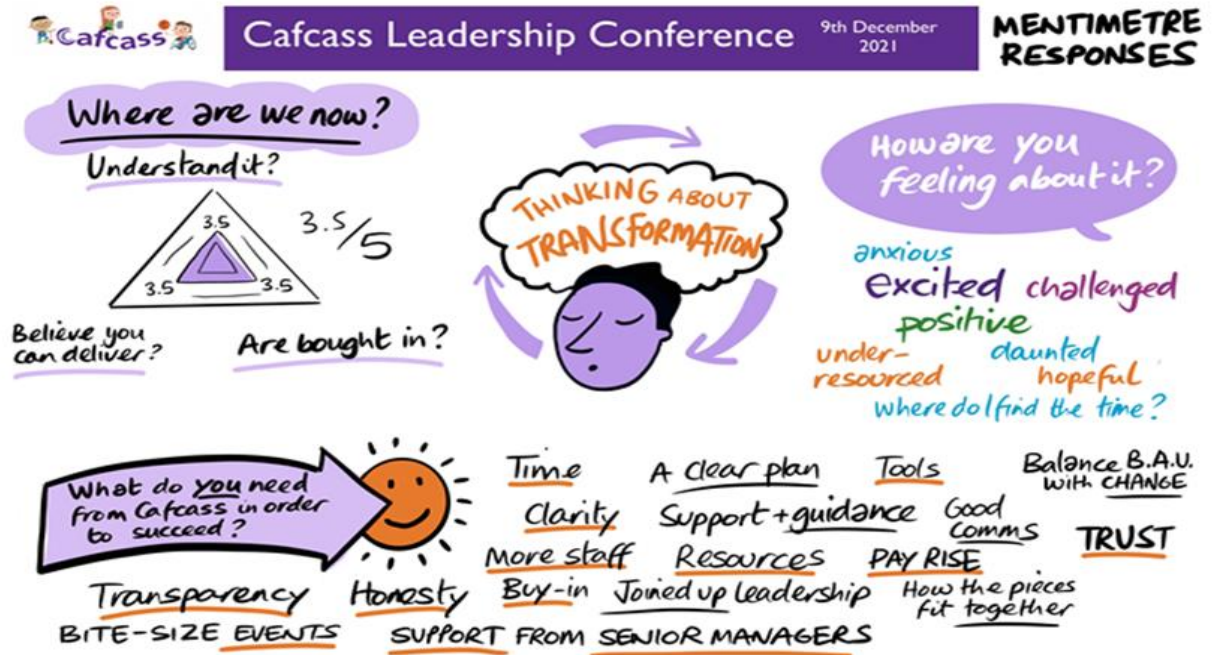 Cafcass
Cafcass Leadership Conference
9th December
2021
MENTIMETRE
RESPONSES
Where are we now?
Understand it?
3.5
3.5
3.5
3.5/5
Believe you
can deliver?
Are bought in?
THINKING ABOUT
TRANSFORMATION
How are you
feeling about it?
anxious
excited
challenged
positive
under-
resourced
daunted
hopeful
where do I find the time?
What do you need
from Cafcass in order
to succeed?
Time
A clear plan
Tools
Balance B.A.U.
with CHANGE
Clarity
Support + guidance
Good
Comms
TRUST
More staff
Resources
PAY RISE
Transparency
Honesty
Buy-in
Joined up leadership
How the pieces
fit together
BITE-SIZE EVENTS
SUPPORT FROM SENIOR MANAGERS